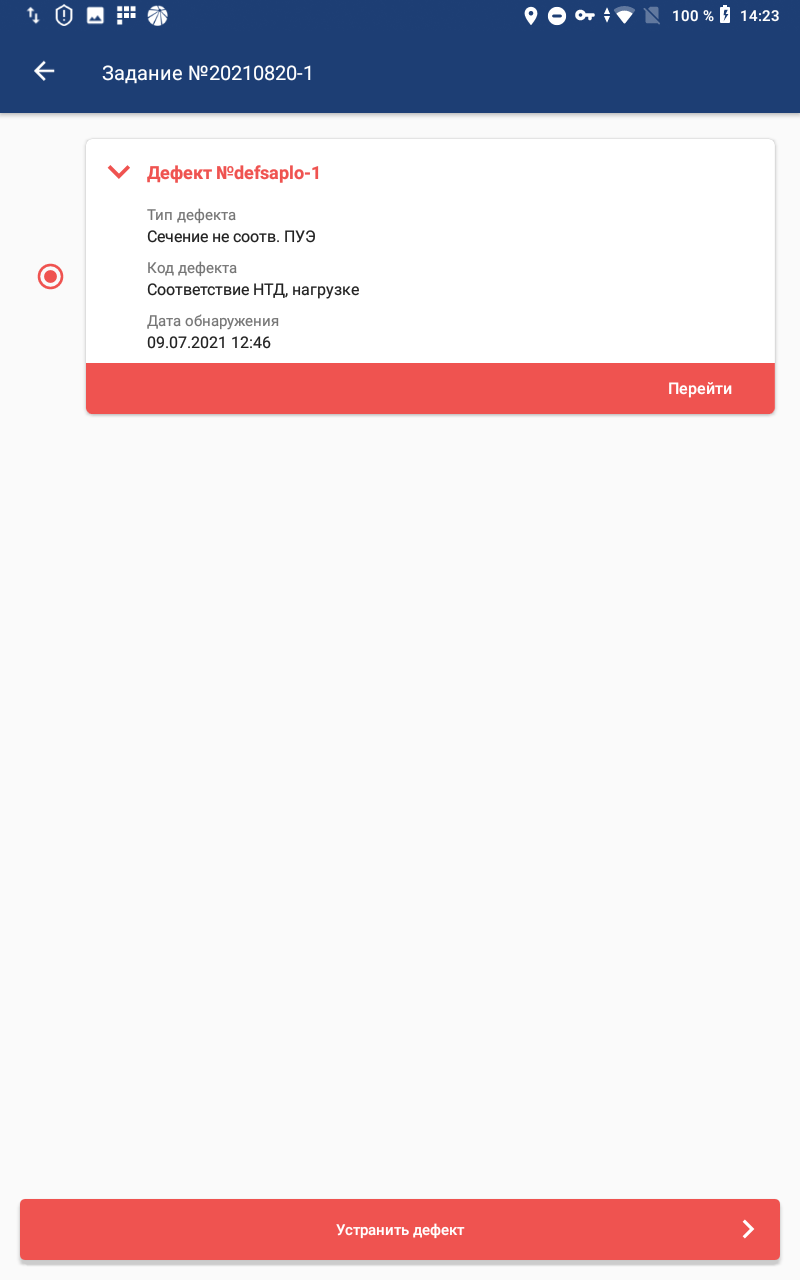 100 % 14:23
Задание №20210820-1
Дефект №defsaplo-1
Тип дефекта
Сечение не соотв. ПУЭ
Код дефекта
Соответствие НТД, нагрузке
Дата обнаружения
09.07.2021 12:46
Перейти
Устранить дефект